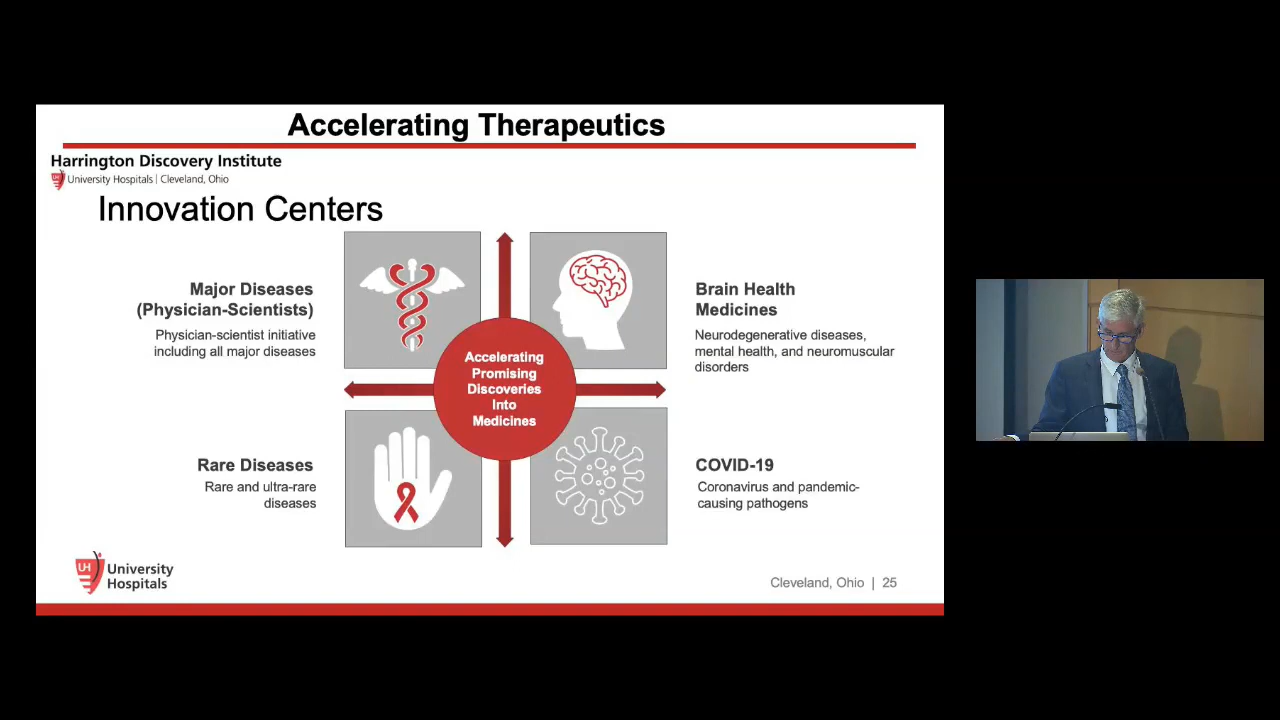 Accelerating Therapeutics
Harrington Discovery Institute
UH University Hospitals | Cleveland, Ohio
Innovation Centers
Major Diseases
(Physician-Scientists)
Physician-scientist initiative
including all major diseases
Brain Health
Medicines
Neurodegenerative diseases,
mental health, and neuromuscular
disorders
Accelerating
Promising
Discoveries
Into
Medicines
Rare Diseases
Rare and ultra-rare
diseases
COVID-19
Coronavirus and pandemic-
causing pathogens
UH University
Hospitals
Cleveland, Ohio | 25